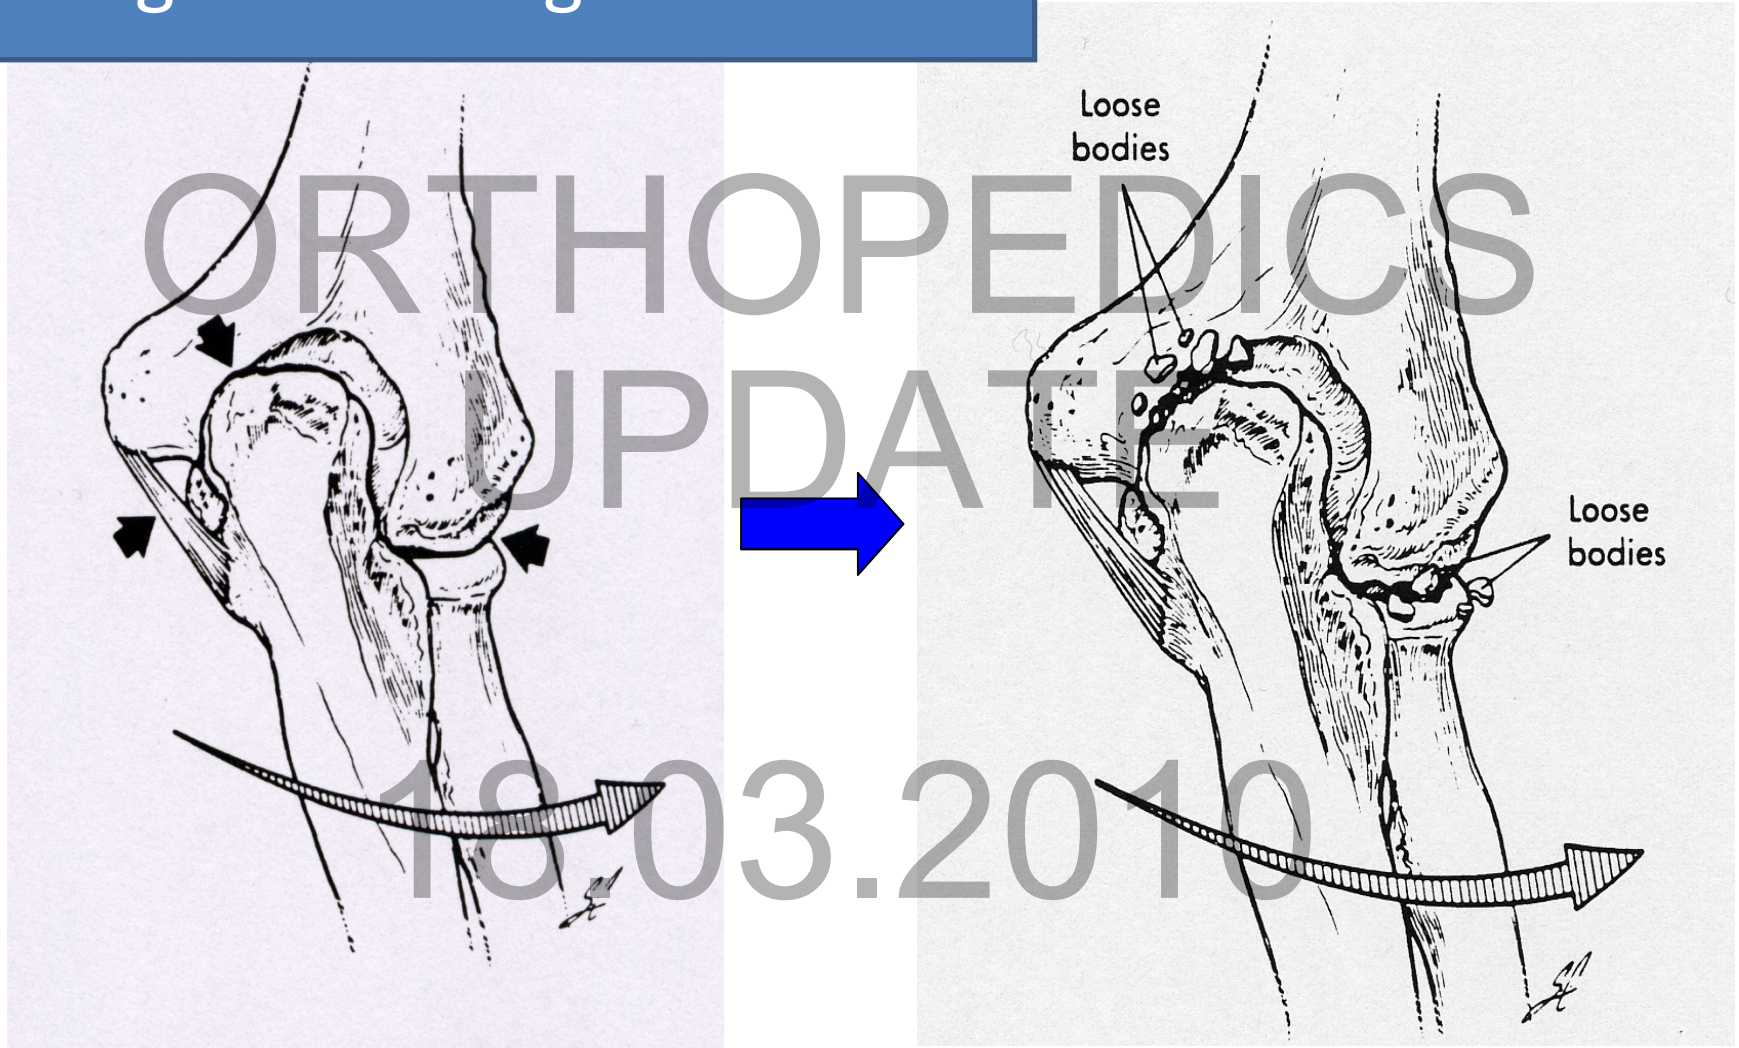 Loose
bodies
ORTHOPEDICS
UPDATE
Loose
bodies
18.03.2010